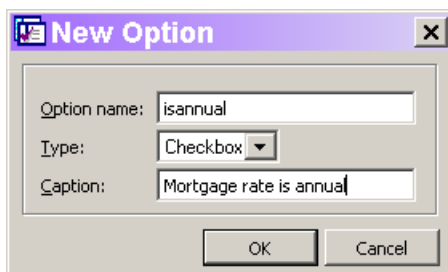 New Option
Option name: isannual
Type: Checkbox
Caption: Mortgage rate is annual
OK Cancel